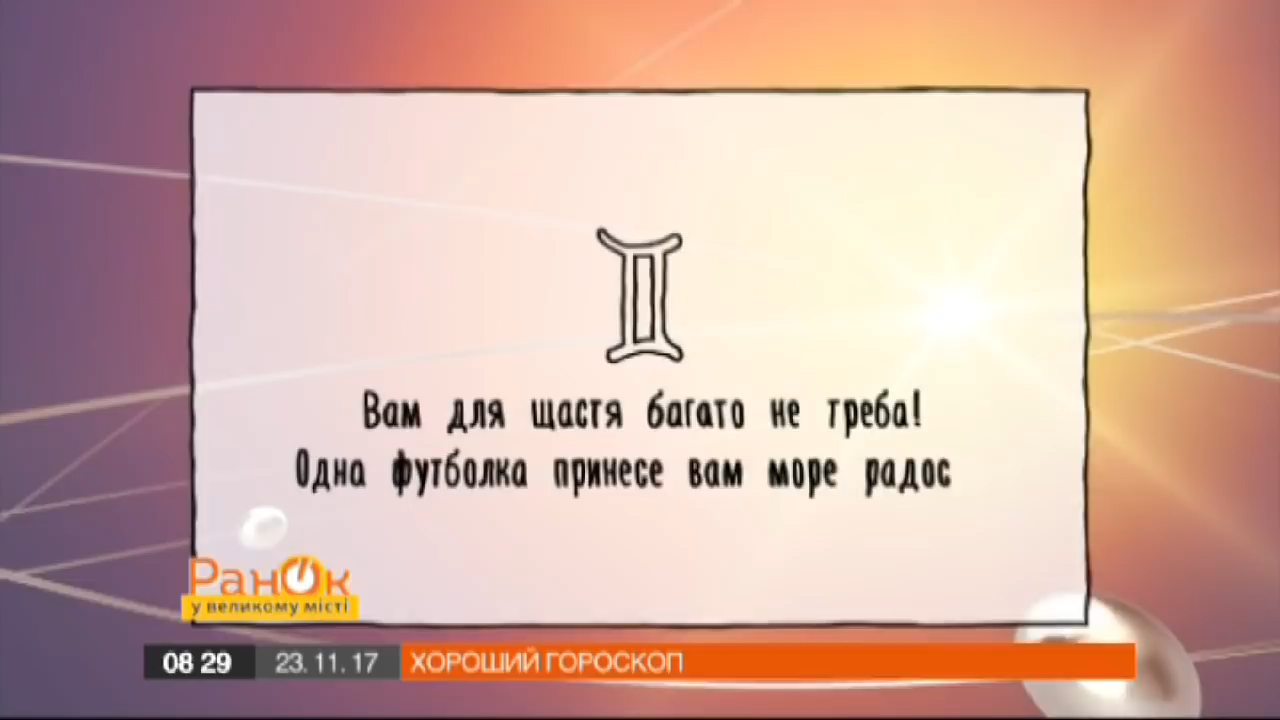 Вам для щастя багато не треба!
Одна футболка принесе вам море радос
РанОк
у великому місті
08 29 23.11.17 ХОРОШИЙ ГОРОСКОП